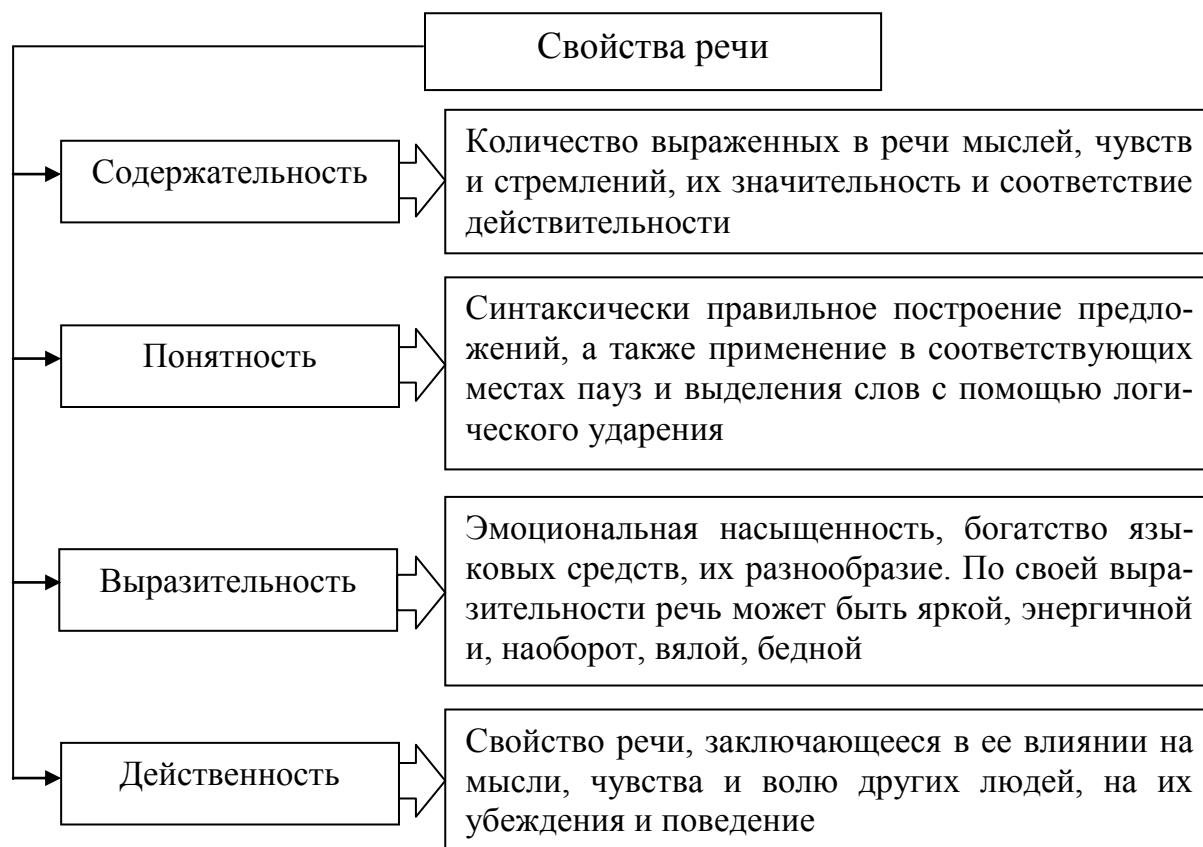 Свойства речи
Содержательность
Количество выраженных в речи мыслей, чувств
и стремлений, их значительность и соответствие
действительности
Понятность
Синтаксически правильное построение предло-
жений, а также применение в соответствующих
местах пауз и выделения слов с помощью логи-
ческого ударения
Выразительность
Эмоциональная насыщенность, богатство язы-
ковых средств, их разнообразие. По своей выра-
зительности речь может быть яркой, энергичной
и, наоборот, вялой, бедной
Действенность
Свойство речи, заключающееся в ее влиянии на
мысли, чувства и волю других людей, на их
убеждения и поведение